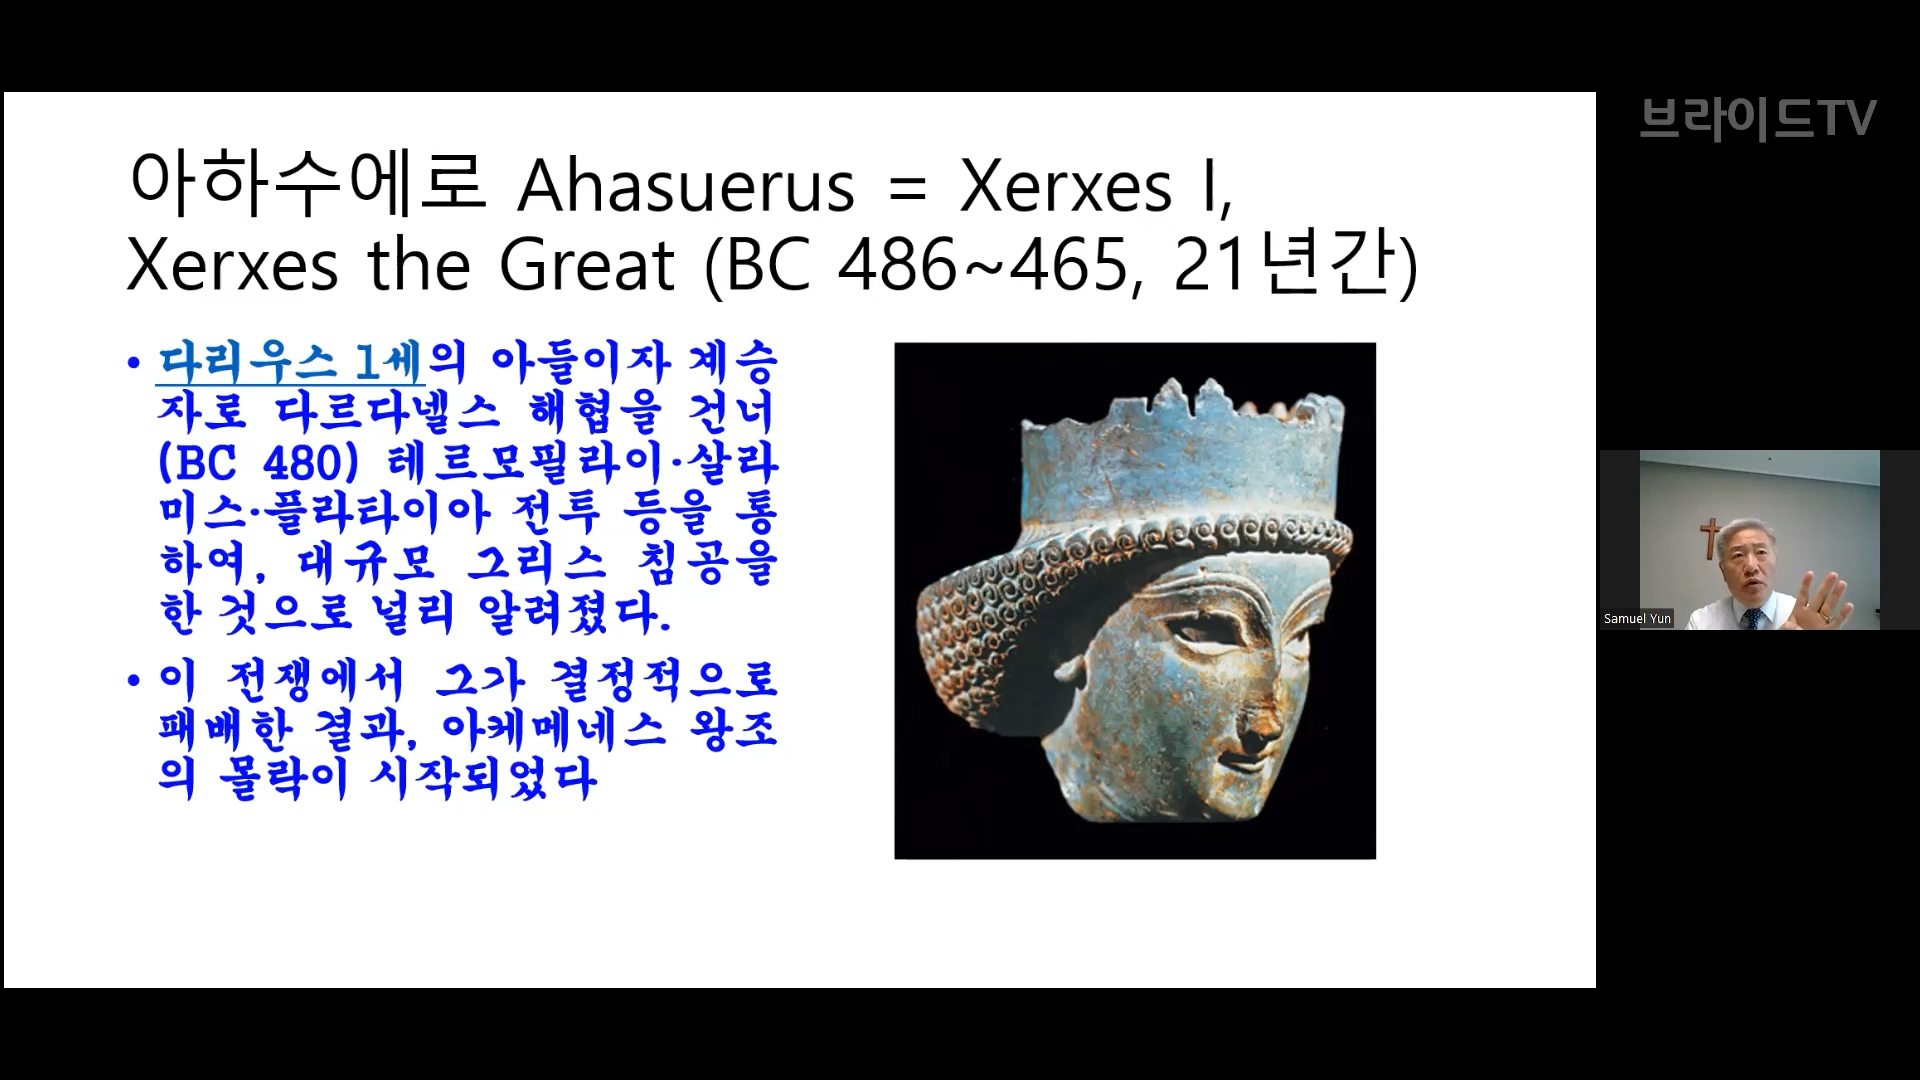 아하수에로 Ahasuerus = Xerxes I,
Xerxes the Great (BC 486~465, 21년간)
• 다리우스 1세의 아들이자 계승
자로 다르다넬스 해협을 건너
(BC 480) 테르모필라이·살라
미스·플라타이아 전투 등을 통
하여, 대규모 그리스 침공을
한 것으로 널리 알려졌다.
• 이 전쟁에서 그가 결정적으로
패배한 결과, 아케메네스 왕조
의 몰락이 시작되었다
브라이드TV
Samuel Yun